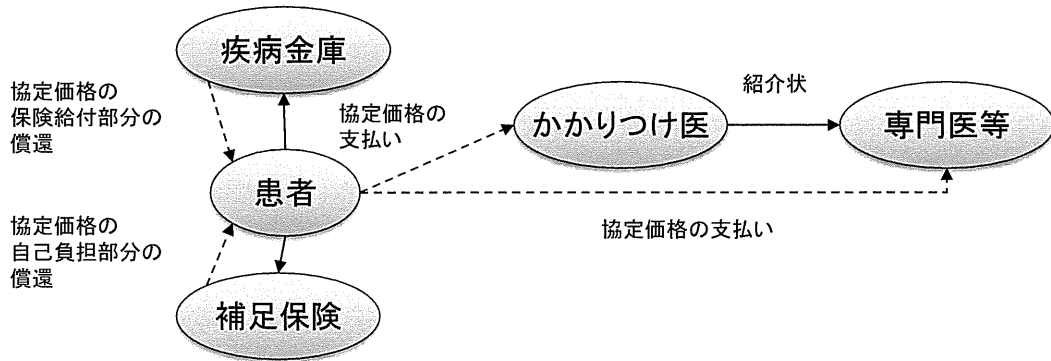 疾病金庫
協定価格の
保険給付部分の
償還
協定価格の
支払い
かかりつけ医
紹介状
専門医等
患者
協定価格の
自己負担部分の
償還
協定価格の支払い
補足保険